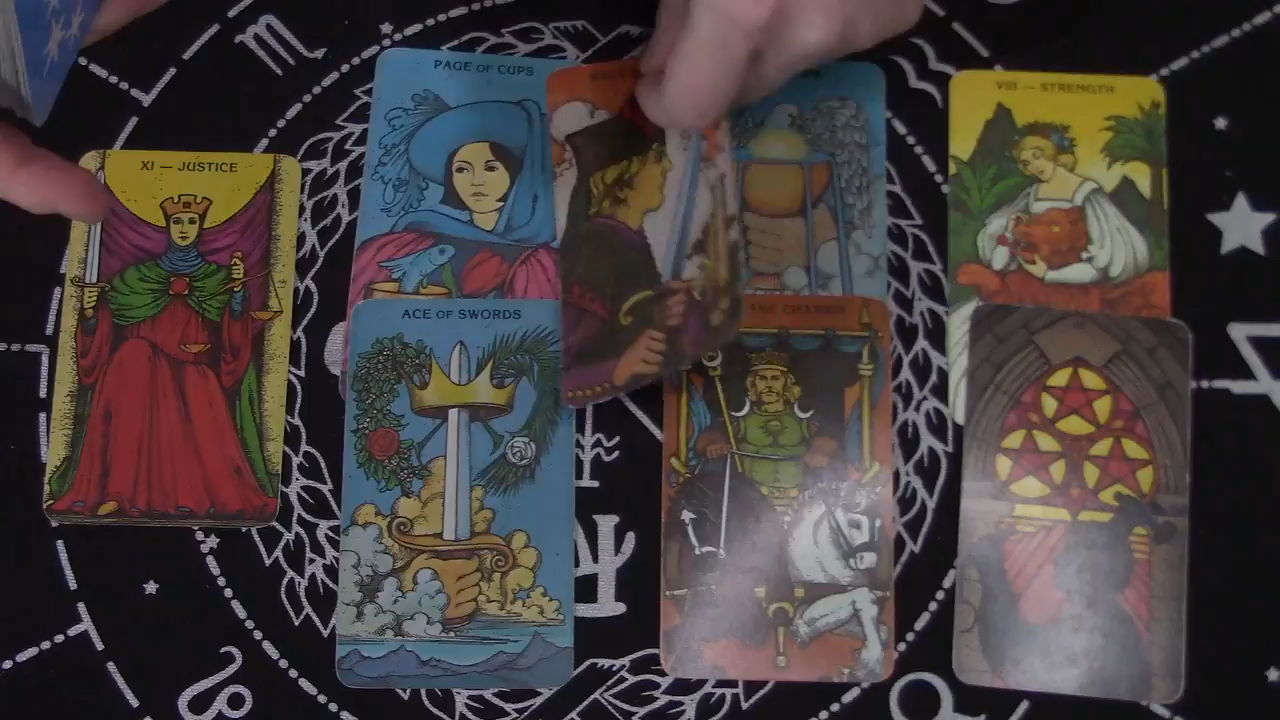 PAGE OF CUPS
VIII — STRENGTH
XI — JUSTICE
ACE OF SWORDS
THE CHARIOT